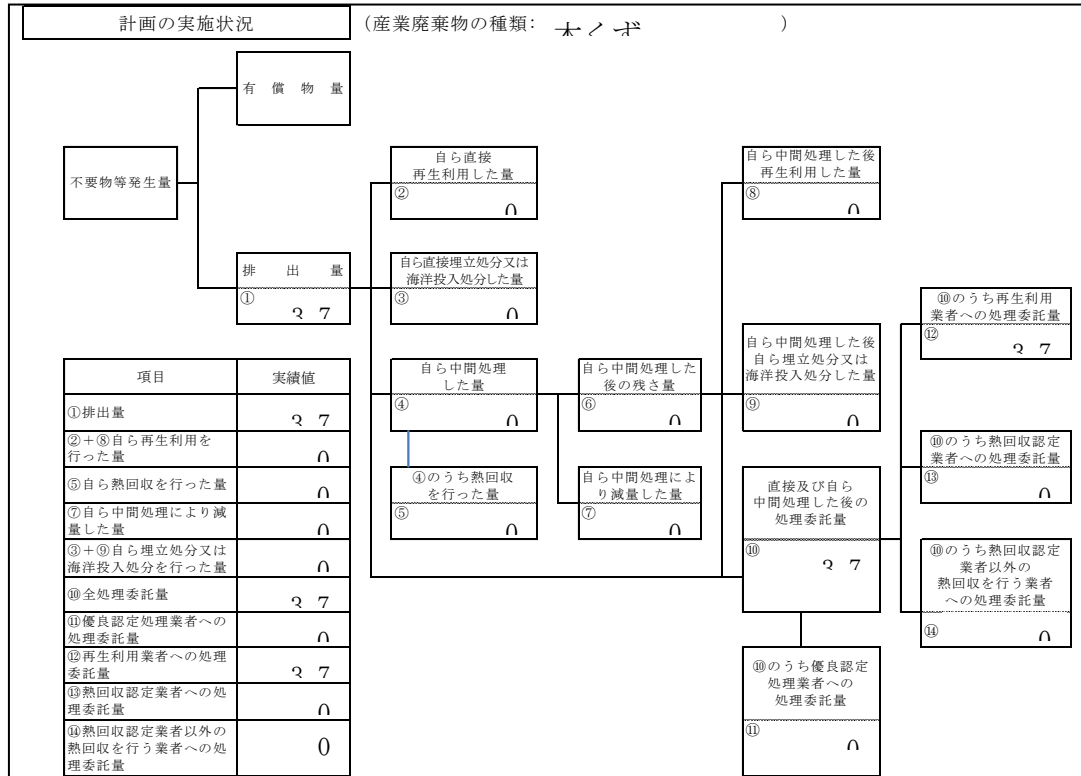 計画の実施状況
（産業廃棄物の種類： 木くず ）
有償物量
不要物等発生量
排出量
①
3.7
自ら直接
再生利用した量
②
0
自ら直接埋立処分又は
海洋投入処分した量
③
0
自ら中間処理
した量
④
0
④のうち熱回収
を行った量
⑤
0
自ら中間処理した
後の残さ量
⑥
0
自ら中間処理によ
り減量した量
⑦
0
自ら中間処理した後
再生利用した量
⑧
0
自ら中間処理した後
自ら埋立処分又は
海洋投入処分した量
⑨
0
直接及び自ら
中間処理した後の
処理委託量
⑩
3.7
⑩のうち優良認定
処理業者への
処理委託量
⑪
0
⑩のうち再生利用
業者への処理委託量
⑫
3.7
⑩のうち熱回収認定
業者への処理委託量
⑬
0
⑩のうち熱回収認定
業者以外の
熱回収を行う業者
への処理委託量
⑭
0
項目 実績値
①排出量 3.7
②＋⑧自ら再生利用を
行った量 0
⑤自ら熱回収を行った量 0
⑦自ら中間処理により減
量した量 0
③＋⑨自ら埋立処分又は
海洋投入処分を行った量 0
⑩全処理委託量 3.7
⑪優良認定処理業者への
処理委託量 0
⑫再生利用業者への処理
委託量 3.7
⑬熱回収認定業者への処
理委託量 0
⑭熱回収認定業者以外の
熱回収を行う業者への処
理委託量 0